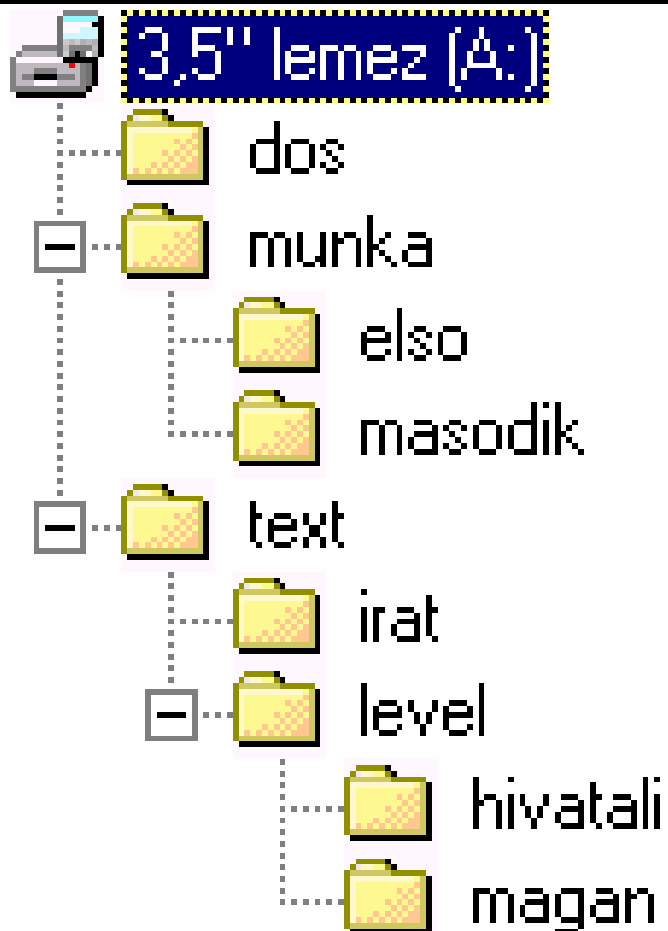 3,5" lemez (A:)
dos
munka
elso
masodik
text
irat
level
hivatali
magan